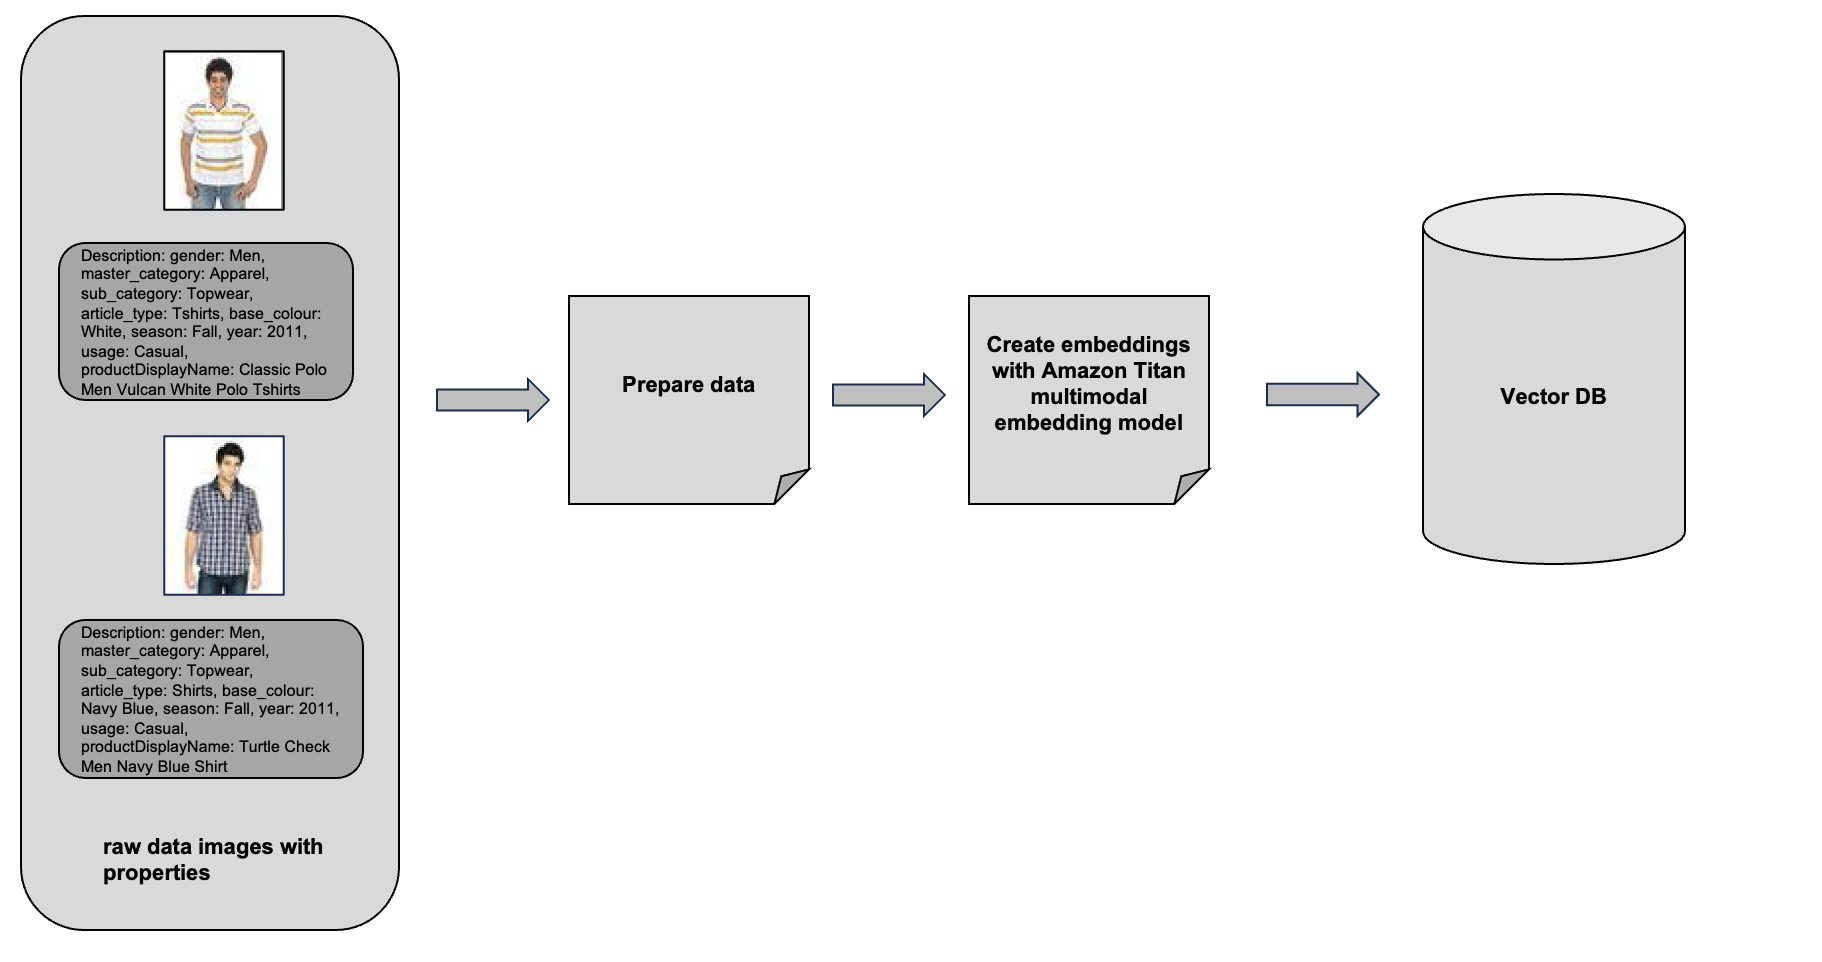 Description: gender: Men,
master_category: Apparel,
sub_category: Topwear,
article_type: Tshirts, base_colour:
White, season: Fall, year: 2011,
usage: Casual,
productDisplayName: Classic Polo
Men Vulcan White Polo Tshirts
Description: gender: Men,
master_category: Apparel,
sub_category: Topwear,
article_type: Shirts, base_colour:
Navy Blue, season: Fall, year: 2011,
usage: Casual,
productDisplayName: Turtle Check
Men Navy Blue Shirt
raw data images with
properties
Prepare data
Create embeddings
with Amazon Titan
multimodal
embedding model
Vector DB